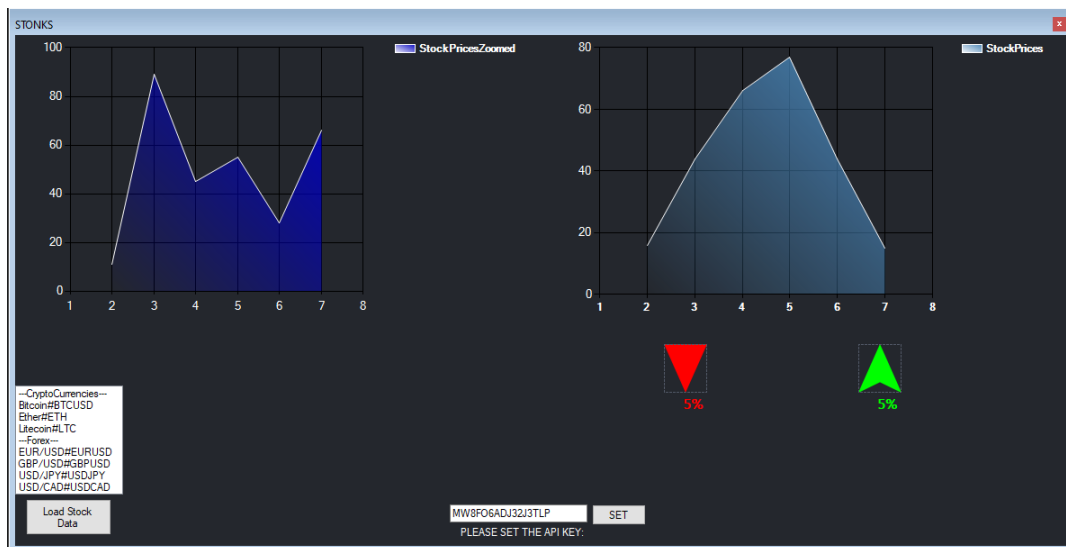 STONKS
x
100
80
60
40
20
0
1 2 3 4 5 6 7 8
StockPricesZoomed
80
60
40
20
0
1 2 3 4 5 6 7 8
StockPrices
5%
5%
---CryptoCurrencies---
Bitcoin#BTCUSD
Ether#ETH
Litecoin#LTC
---Forex---
EUR/USD#EURUSD
GBP/USD#GBPUSD
USD/JPY#USDJPY
USD/CAD#USDCAD
Load Stock
Data
MW8FO6ADJ32J3TLP
SET
PLEASE SET THE API KEY: